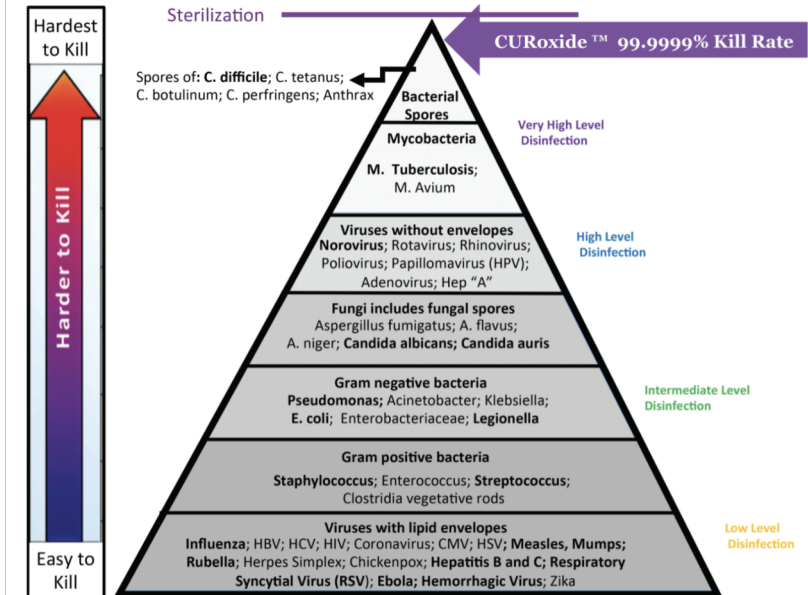 Hardest
to Kill
Harder to Kill
Easy to
Kill
Sterilization
CURoxide ™ 99.9999% Kill Rate
Spores of: C. difficile; C. tetanus;
C. botulinum; C. perfringens; Anthrax
Bacterial
Spores
Very High Level
Disinfection
Mycobacteria
M. Tuberculosis;
M. Avium
High Level
Disinfection
Viruses without envelopes
Norovirus; Rotavirus; Rhinovirus;
Poliovirus; Papillomavirus (HPV);
Adenovirus; Hep “A”
Fungi includes fungal spores
Aspergillus fumigatus; A. flavus;
A. niger; Candida albicans; Candida auris
Intermediate Level
Disinfection
Gram negative bacteria
Pseudomonas; Acinetobacter; Klebsiella;
E. coli; Enterobacteriaceae; Legionella
Gram positive bacteria
Staphylococcus; Enterococcus; Streptococcus;
Clostridia vegetative rods
Low Level
Disinfection
Viruses with lipid envelopes
Influenza; HBV; HCV; HIV; Coronavirus; CMV; HSV; Measles, Mumps;
Rubella; Herpes Simplex; Chickenpox; Hepatitis B and C; Respiratory
Syncytial Virus (RSV); Ebola; Hemorrhagic Virus; Zika